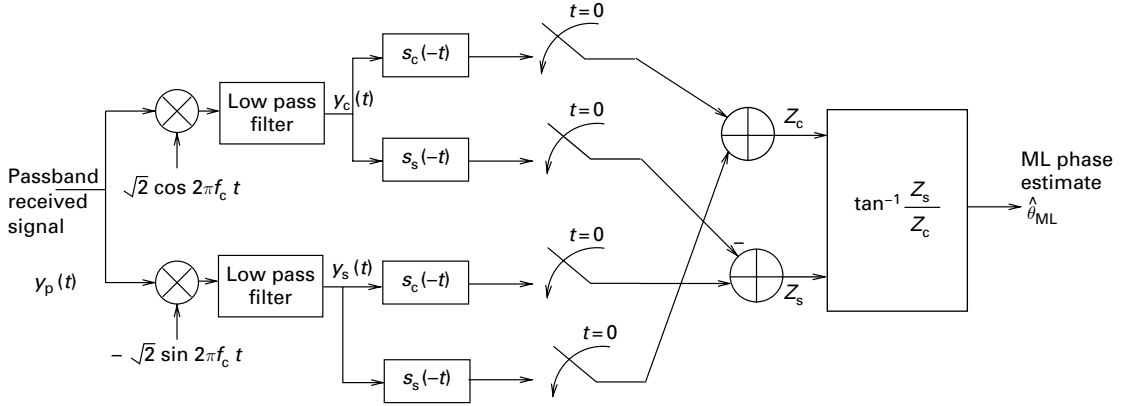 t=0
s_c(−t)
Low pass
filter
y_c(t)
t=0
Z_c
s_s(−t)
Passband
received
signal
√2 cos 2πf_c t
tan⁻¹ Z_s/Z_c
ML phase
estimate
θ̂_ML
t=0
−
y_p(t)
Low pass
filter
y_s(t)
s_c(−t)
Z_s
t=0
− √2 sin 2πf_c t
s_s(−t)